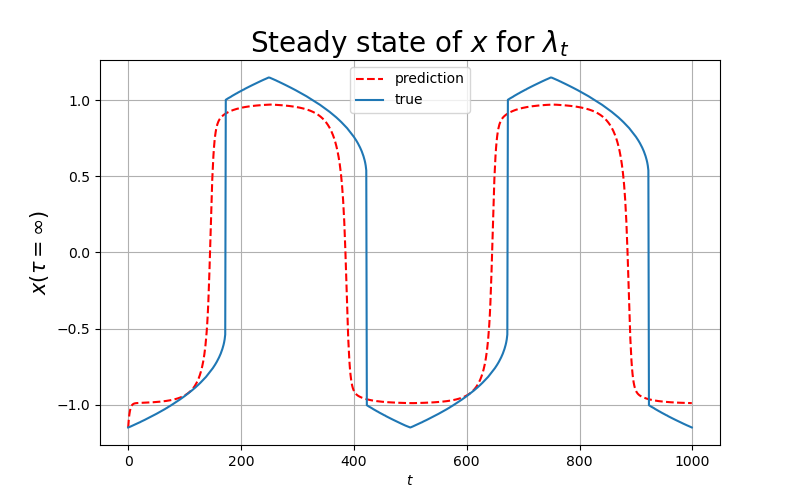 Steady state of x for λt
prediction
true
1.0
0.5
0.0
−0.5
−1.0
x(τ = ∞)
0 200 400 600 800 1000
t